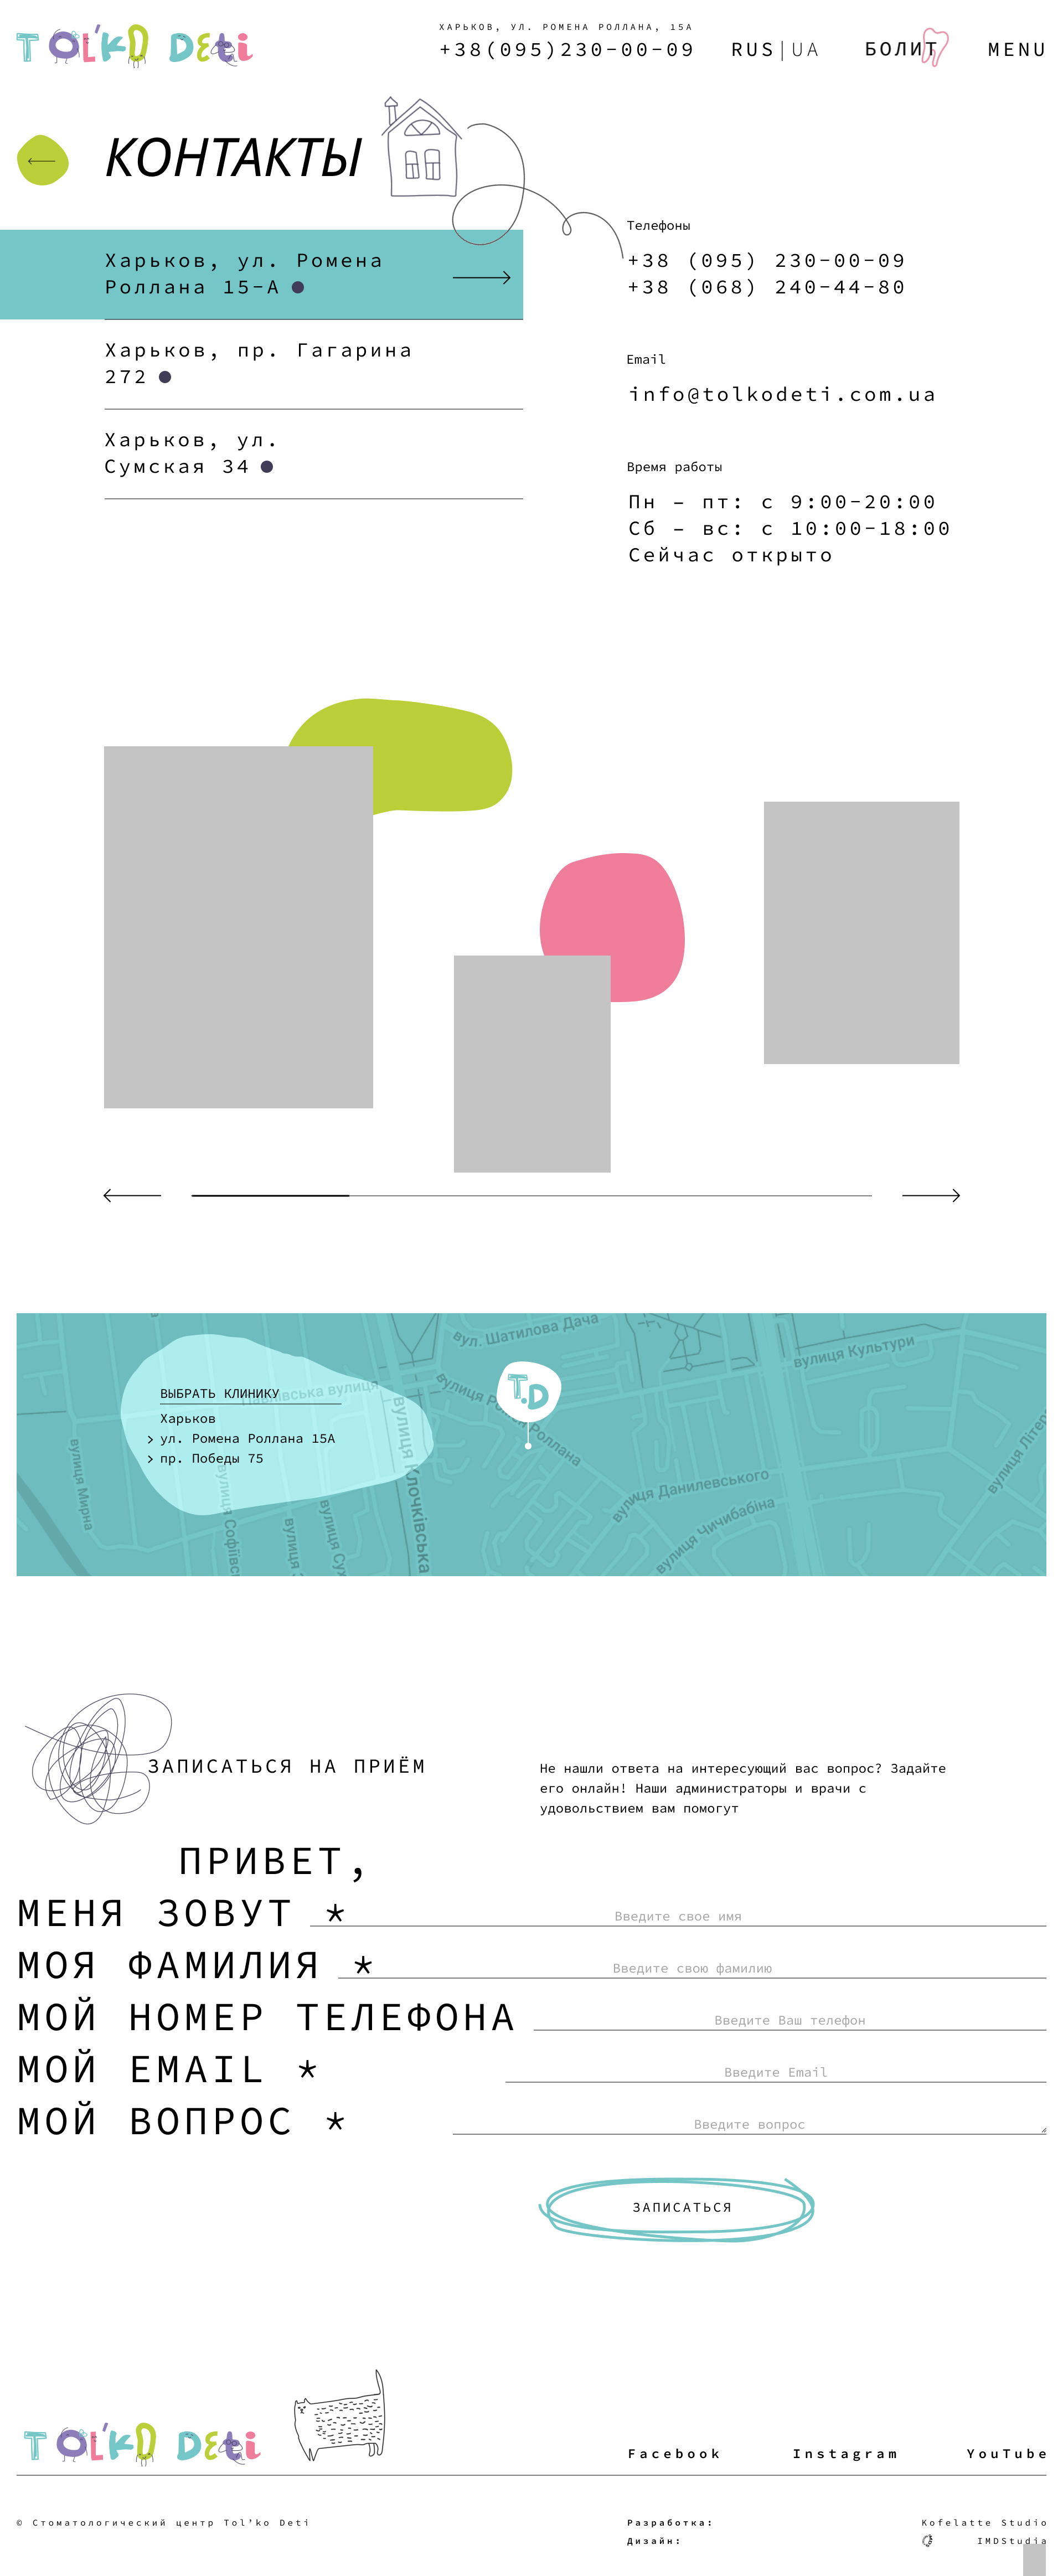 TOL'KO Deti
ХАРЬКОВ, УЛ. РОМЕНА РОЛЛАНА, 15А
+38(095)230-00-09
RUS|UA
БОЛИТ
MENU
КОНТАКТЫ
Харьков, ул. Ромена
Роллана 15-А
Харьков, пр. Гагарина
272
Харьков, ул.
Сумская 34
Телефоны
+38 (095) 230-00-09
+38 (068) 240-44-80
Email
info@tolkodeti.com.ua
Время работы
Пн – пт: с 9:00-20:00
Сб – вс: с 10:00-18:00
Сейчас открыто
вул. Шатилова Дача
вулиця Культури
ВЫБРАТЬ КЛИНИКУ
Харьков
> ул. Ромена Роллана 15А
> пр. Победы 75
T.D
вулиця Клочківська
вулиця Мирна
вулиця Данилевського
вулиця Чичибабіна
ЗАПИСАТЬСЯ НА ПРИЁМ
Не нашли ответа на интересующий вас вопрос? Задайте
его онлайн! Наши администраторы и врачи с
удовольствием вам помогут
ПРИВЕТ,
МЕНЯ ЗОВУТ *
Введите свое имя
МОЯ ФАМИЛИЯ *
Введите свою фамилию
МОЙ НОМЕР ТЕЛЕФОНА
Введите Ваш телефон
МОЙ EMAIL *
Введите Email
МОЙ ВОПРОС *
Введите вопрос
ЗАПИСАТЬСЯ
TOL'KO Deti
Facebook
Instagram
YouTube
© Стоматологический центр Tol'ko Deti
Разработка:
Kofelatte Studio
Дизайн:
IMDStudia